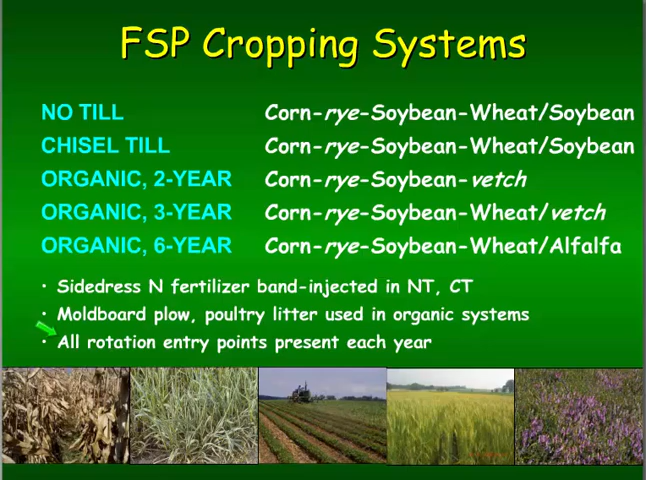 FSP Cropping Systems
NO TILL Corn-rye-Soybean-Wheat/Soybean
CHISEL TILL Corn-rye-Soybean-Wheat/Soybean
ORGANIC, 2-YEAR Corn-rye-Soybean-vetch
ORGANIC, 3-YEAR Corn-rye-Soybean-Wheat/vetch
ORGANIC, 6-YEAR Corn-rye-Soybean-Wheat/Alfalfa
• Sidedress N fertilizer band-injected in NT, CT
• Moldboard plow, poultry litter used in organic systems
• All rotation entry points present each year